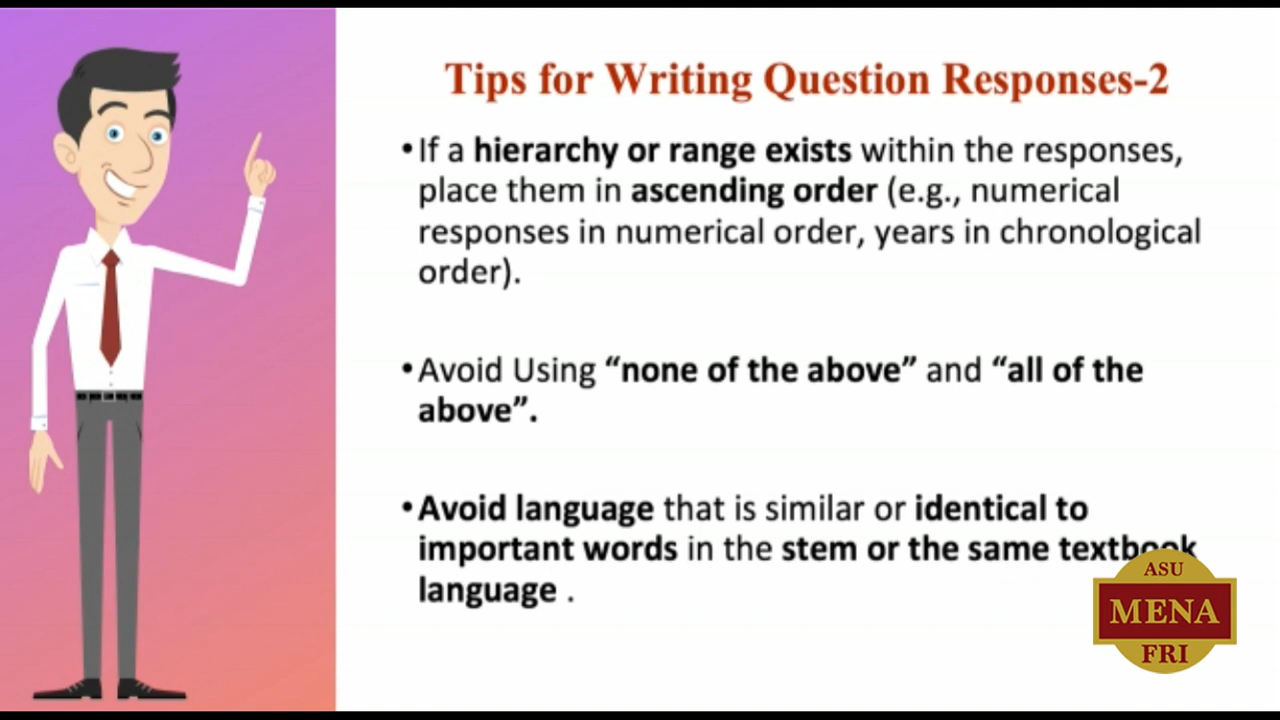 Tips for Writing Question Responses-2
•If a hierarchy or range exists within the responses,
place them in ascending order (e.g., numerical
responses in numerical order, years in chronological
order).
•Avoid Using “none of the above” and “all of the
above”.
•Avoid language that is similar or identical to
important words in the stem or the same textbook
language .
ASU
MENA
FRI